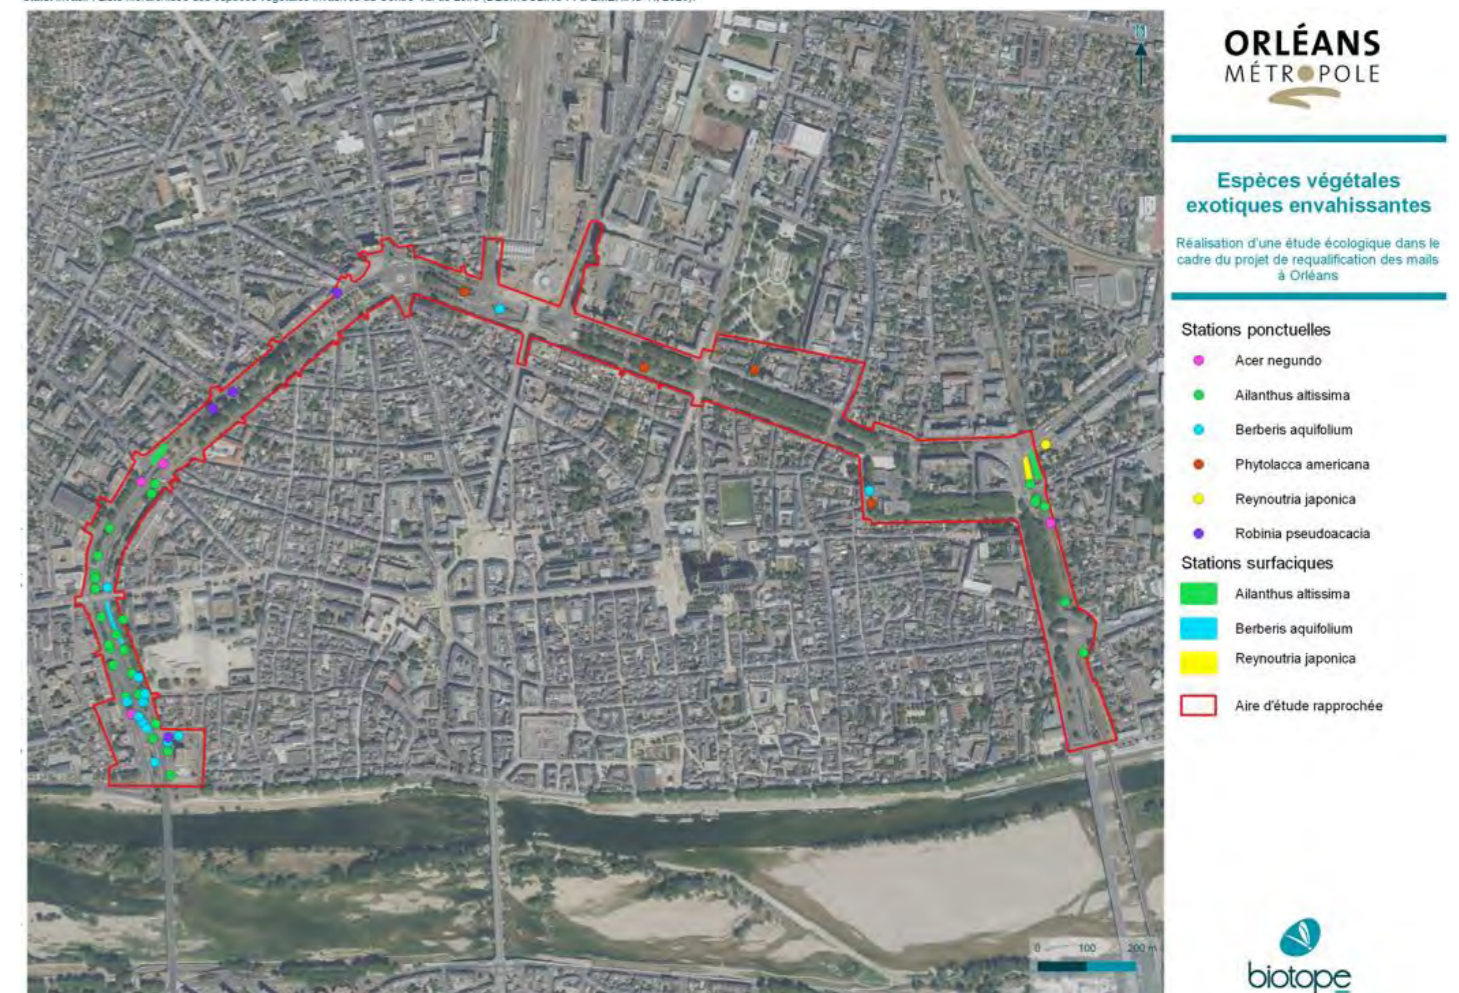 ORLÉANS
MÉTROPOLE
Espèces végétales
exotiques envahissantes
Réalisation d'une étude écologique dans le
cadre du projet de requalification des mails
à Orléans
Stations ponctuelles
Acer negundo
Ailanthus altissima
Berberis aquifolium
Phytolacca americana
Reynoutria japonica
Robinia pseudoacacia
Stations surfaciques
Ailanthus altissima
Berberis aquifolium
Reynoutria japonica
Aire d'étude rapprochée
N
0 100 200 m
biotope